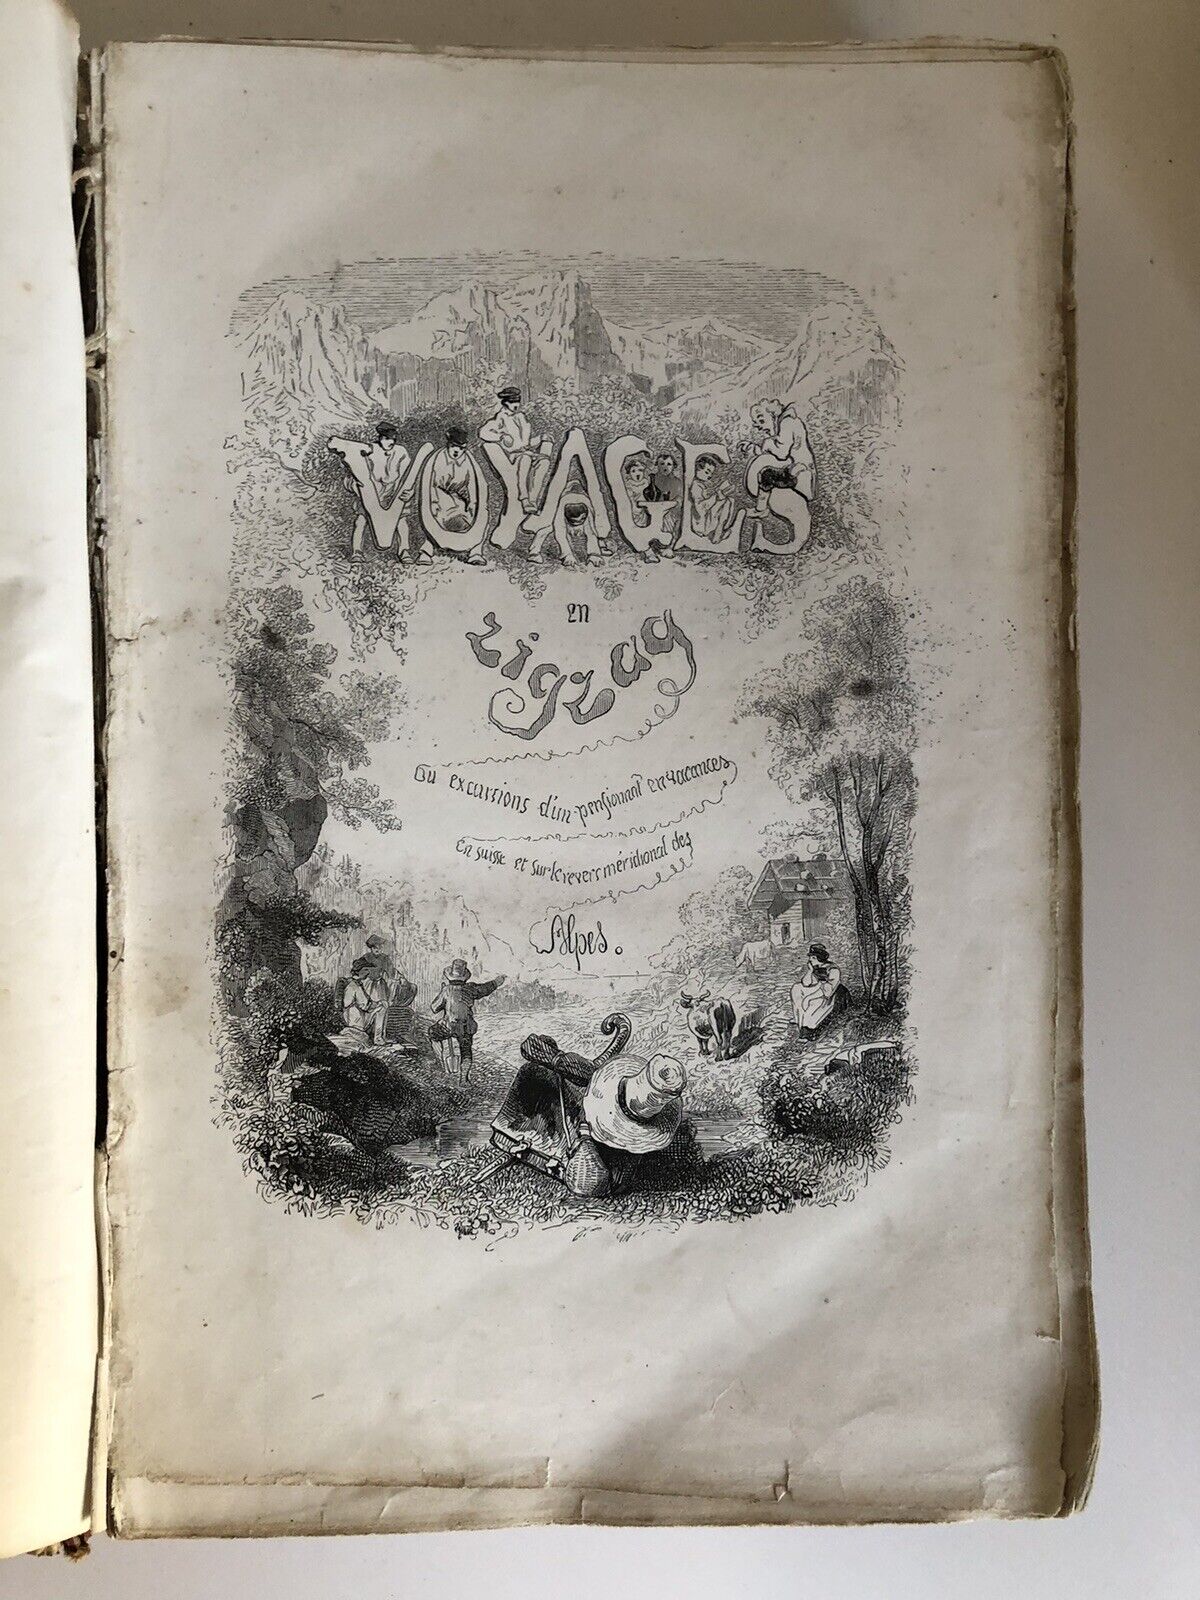 VOYAGES
en
zigzag
Ou excursions d'un pensionnat en vacances
en suisse et sur le revers méridional des
Alpes.